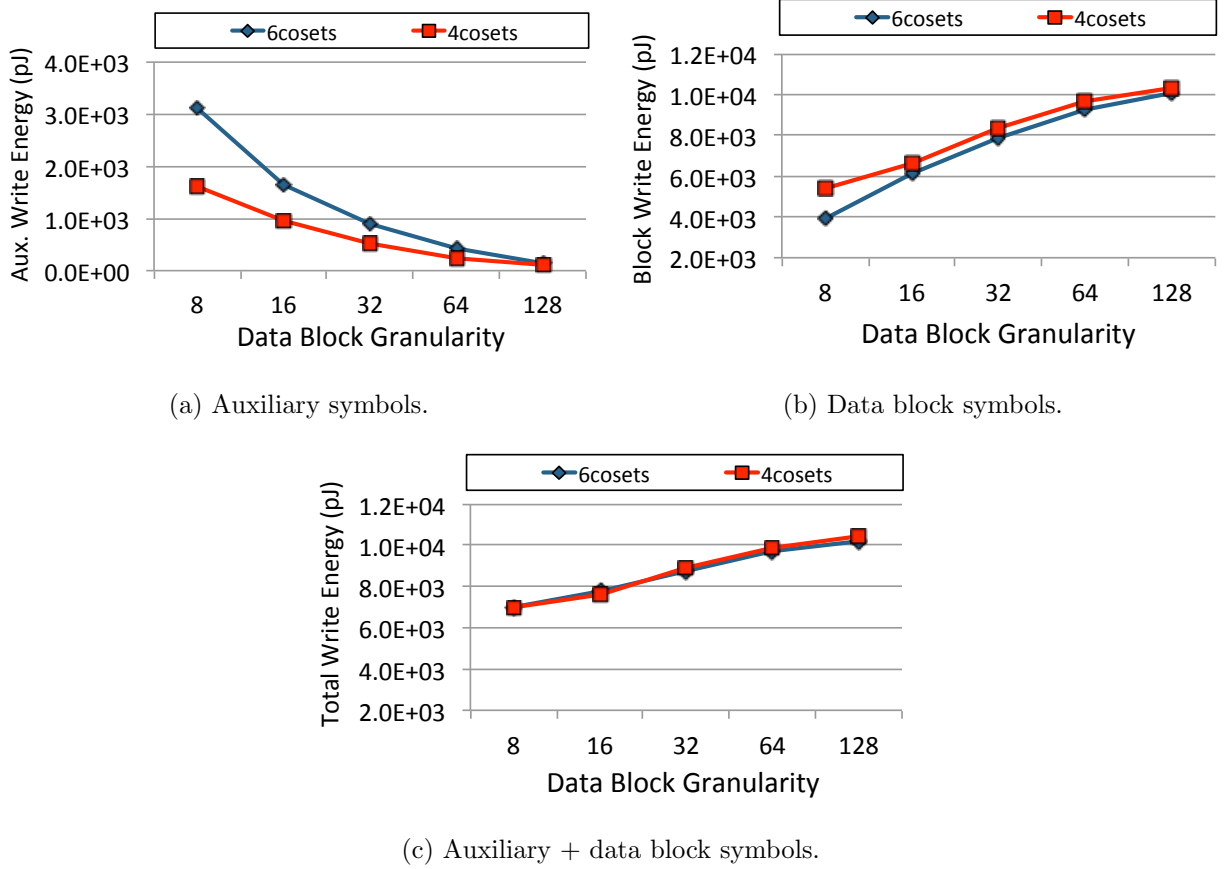 6cosets 4cosets
Aux. Write Energy (pJ)
4.0E+03
3.0E+03
2.0E+03
1.0E+03
0.0E+00
8 16 32 64 128
Data Block Granularity
(a) Auxiliary symbols.
6cosets 4cosets
Block Write Energy (pJ)
1.2E+04
1.0E+04
8.0E+03
6.0E+03
4.0E+03
2.0E+03
8 16 32 64 128
Data Block Granularity
(b) Data block symbols.
6cosets 4cosets
Total Write Energy (pJ)
1.2E+04
1.0E+04
8.0E+03
6.0E+03
4.0E+03
2.0E+03
8 16 32 64 128
Data Block Granularity
(c) Auxiliary + data block symbols.